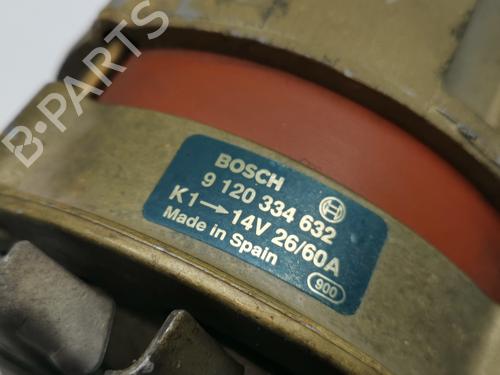 B-PARTS
BOSCH
9 120 334 632
K1→14V 26/60A
Made in Spain
900